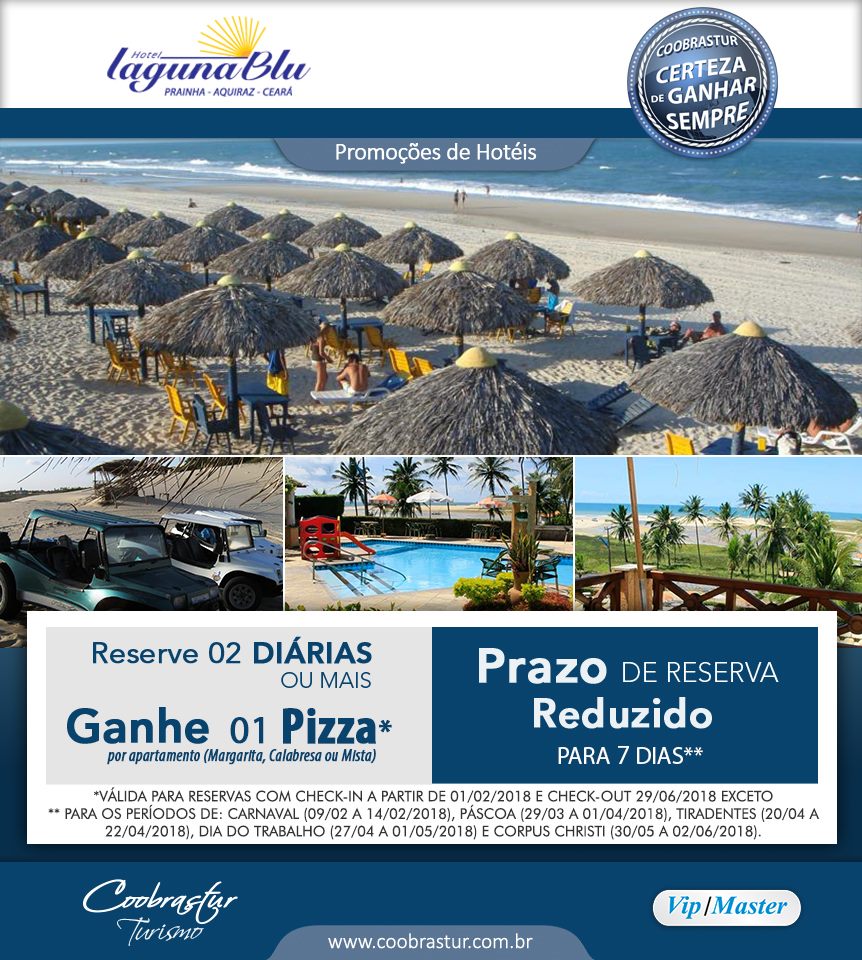 Hotel
lagunaBlu
PRAINHA - AQUIRAZ - CEARÁ
COOBRASTUR
CERTEZA
DE GANHAR
SEMPRE
Promoções de Hotéis
Reserve 02 DIÁRIAS
OU MAIS
Ganhe 01 Pizza*
por apartamento (Margarita, Calabresa ou Mista)
Prazo DE RESERVA
Reduzido
PARA 7 DIAS**
*VÁLIDA PARA RESERVAS COM CHECK-IN A PARTIR DE 01/02/2018 E CHECK-OUT 29/06/2018 EXCETO
** PARA OS PERÍODOS DE: CARNAVAL (09/02 A 14/02/2018), PÁSCOA (29/03 A 01/04/2018), TIRADENTES (20/04 A
22/04/2018), DIA DO TRABALHO (27/04 A 01/05/2018) E CORPUS CHRISTI (30/05 A 02/06/2018).
Coobrastur
Turismo
Vip/Master
www.coobrastur.com.br